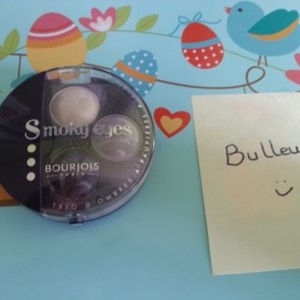 Smoky eyes
BOURJOIS
PARIS
TRIO D'OMBRES À PAUPIÈRES
Bulleu